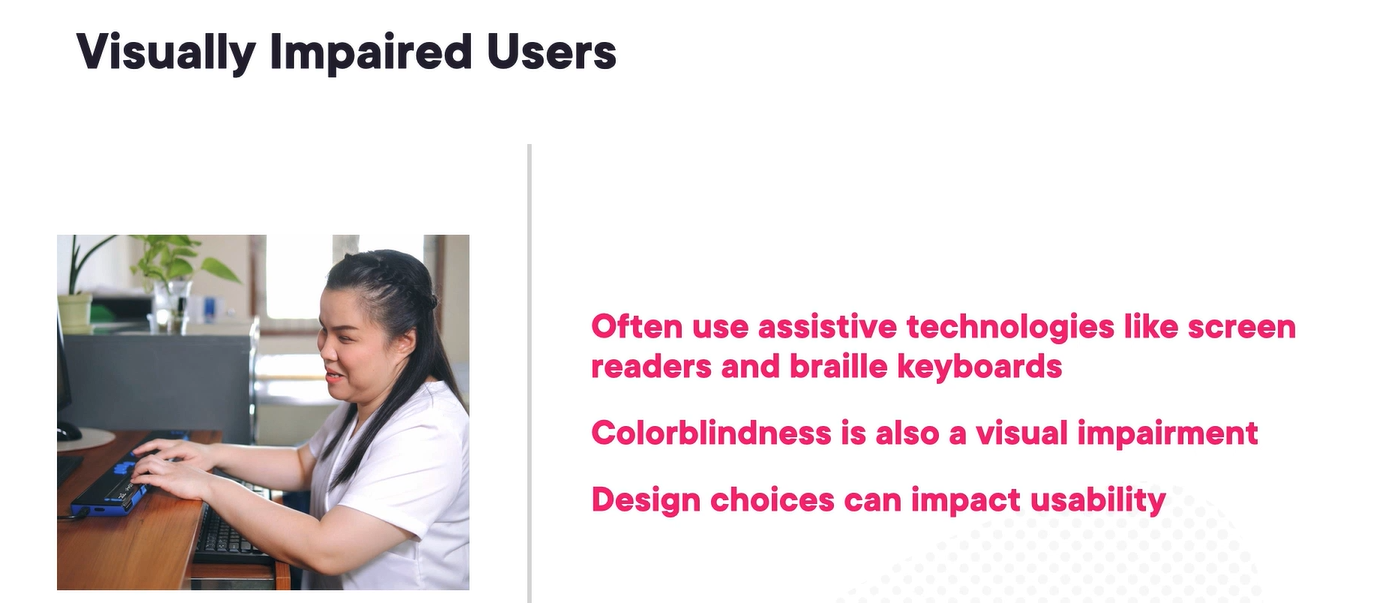 Visually Impaired Users
Often use assistive technologies like screen
readers and braille keyboards
Colorblindness is also a visual impairment
Design choices can impact usability